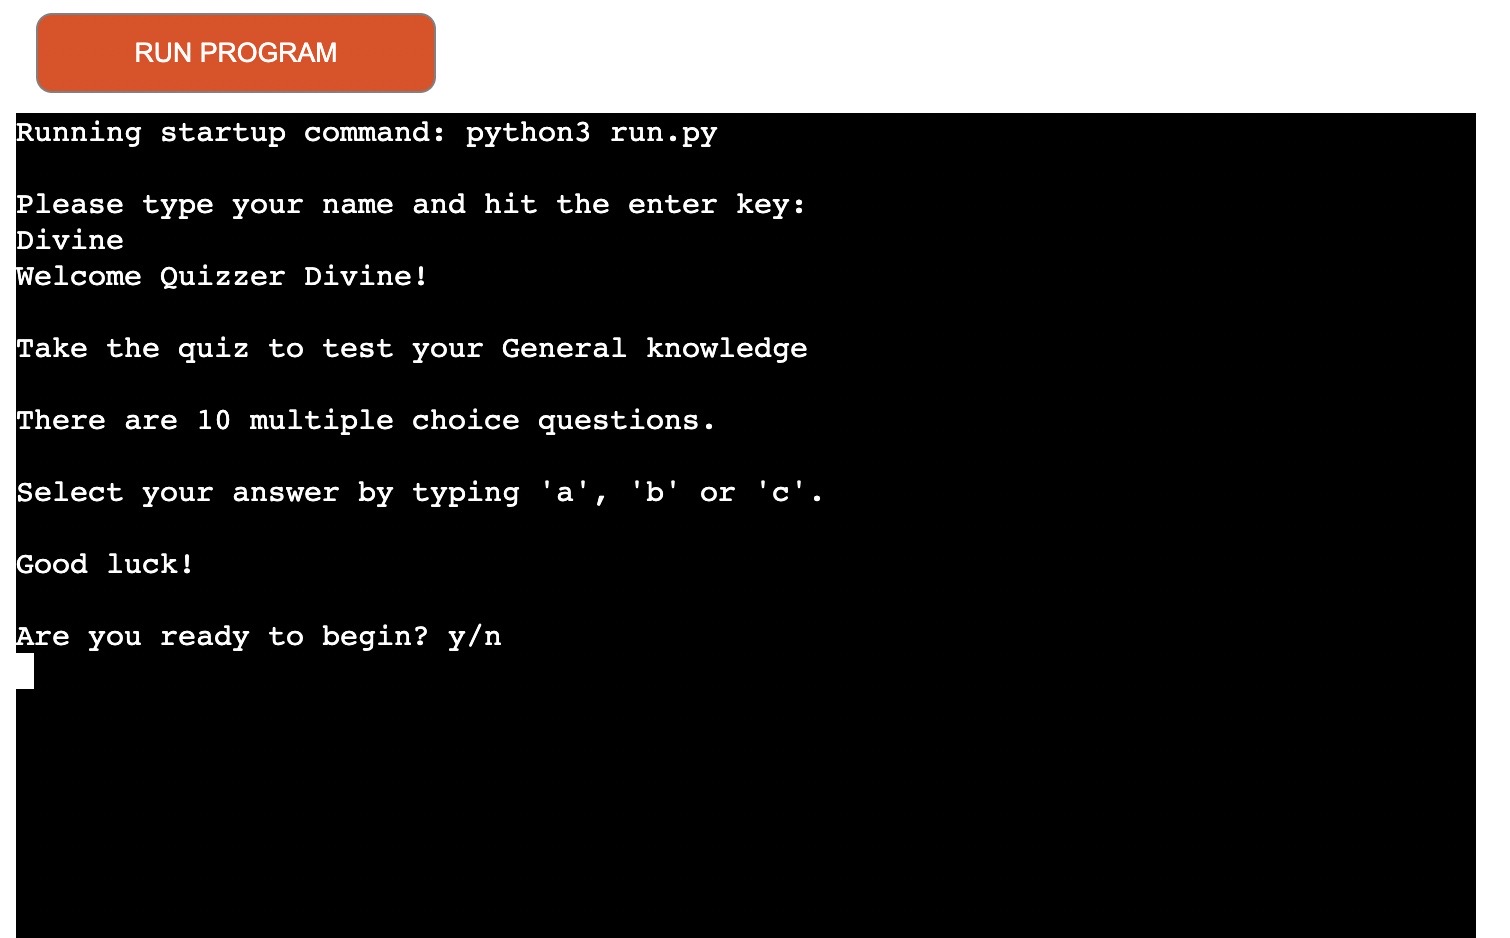 RUN PROGRAM
Running startup command: python3 run.py
Please type your name and hit the enter key:
Divine
Welcome Quizzer Divine!
Take the quiz to test your General knowledge
There are 10 multiple choice questions.
Select your answer by typing 'a', 'b' or 'c'.
Good luck!
Are you ready to begin? y/n